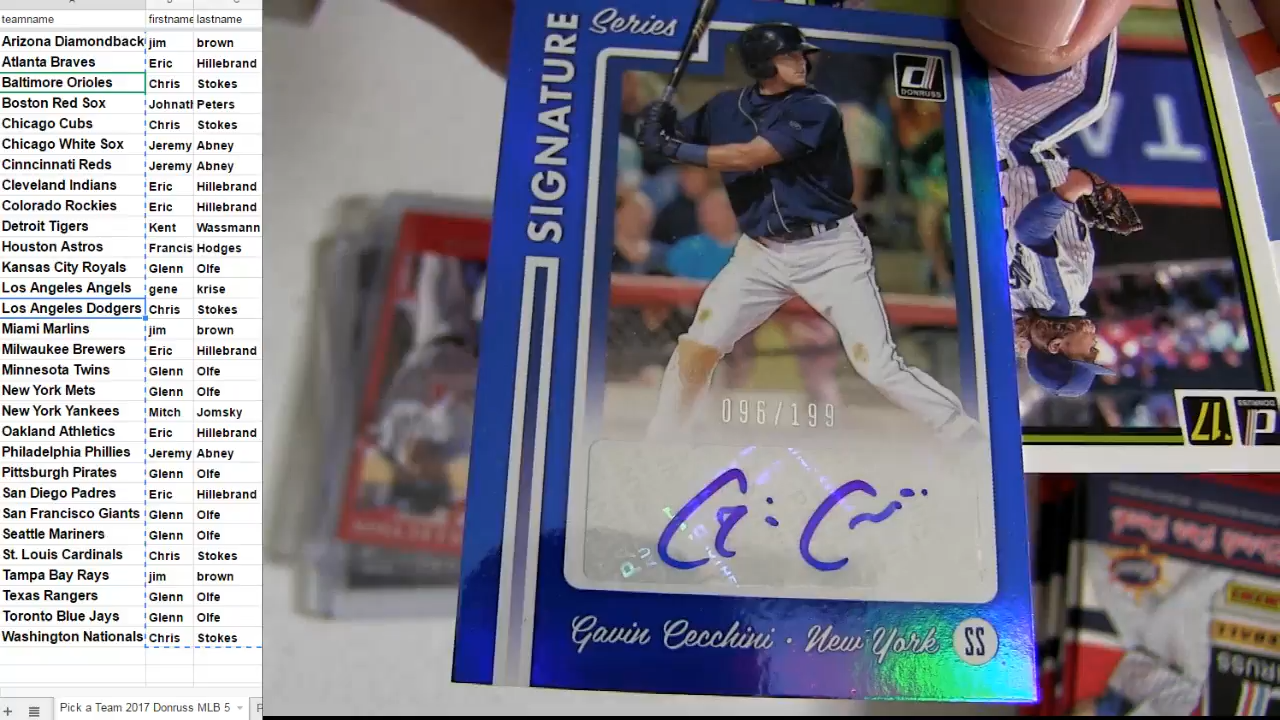 teamname firstname lastname
Arizona Diamondback jim brown
Atlanta Braves Eric Hillebrand
Baltimore Orioles Chris Stokes
Boston Red Sox Johnath Peters
Chicago Cubs Chris Stokes
Chicago White Sox Jeremy Abney
Cinncinnati Reds Jeremy Abney
Cleveland Indians Eric Hillebrand
Colorado Rockies Eric Hillebrand
Detroit Tigers Kent Wassmann
Houston Astros Francis Hodges
Kansas City Royals Glenn Olfe
Los Angeles Angels gene krise
Los Angeles Dodgers Chris Stokes
Miami Marlins jim brown
Milwaukee Brewers Eric Hillebrand
Minnesota Twins Glenn Olfe
New York Mets Glenn Olfe
New York Yankees Mitch Jomsky
Oakland Athletics Eric Hillebrand
Philadelphia Phillies Jeremy Abney
Pittsburgh Pirates Glenn Olfe
San Diego Padres Eric Hillebrand
San Francisco Giants Glenn Olfe
Seattle Mariners Glenn Olfe
St. Louis Cardinals Chris Stokes
Tampa Bay Rays jim brown
Texas Rangers Glenn Olfe
Toronto Blue Jays Glenn Olfe
Washington Nationals Chris Stokes
Pick a Team 2017 Donruss MLB 5
SIGNATURE
Series
d
DONRUSS
096/199
Gavin Cecchini · New York
SS
TA
'17
DONRUSS